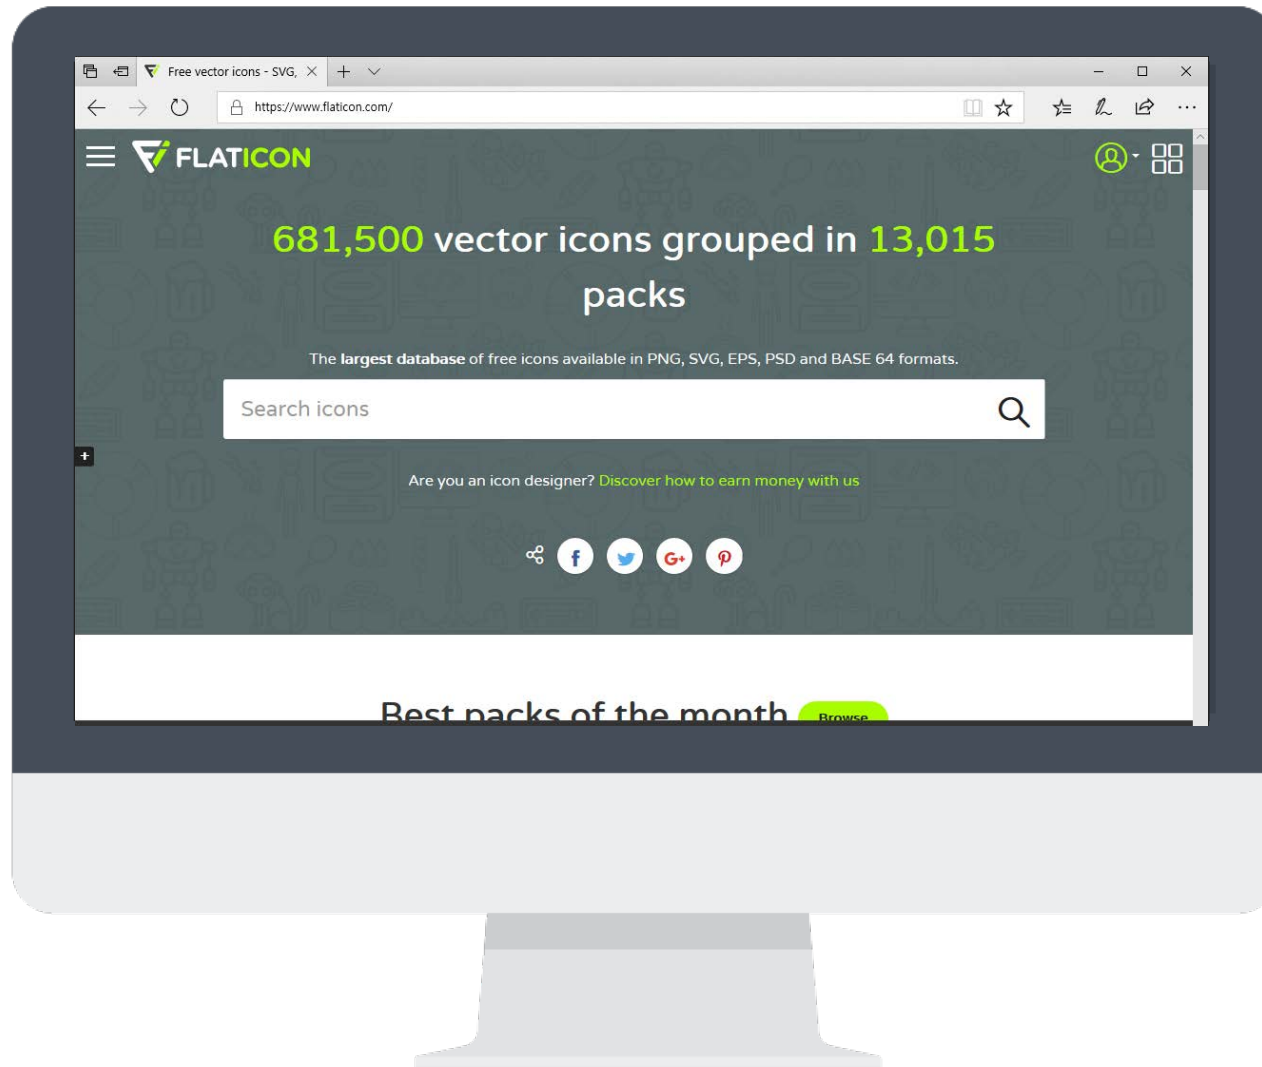 Free vector icons - SVG,
https://www.flaticon.com/
FLATICON
681,500 vector icons grouped in 13,015
packs
The largest database of free icons available in PNG, SVG, EPS, PSD and BASE 64 formats.
Search icons
Are you an icon designer? Discover how to earn money with us
f
G+
Best packs of the month Browse